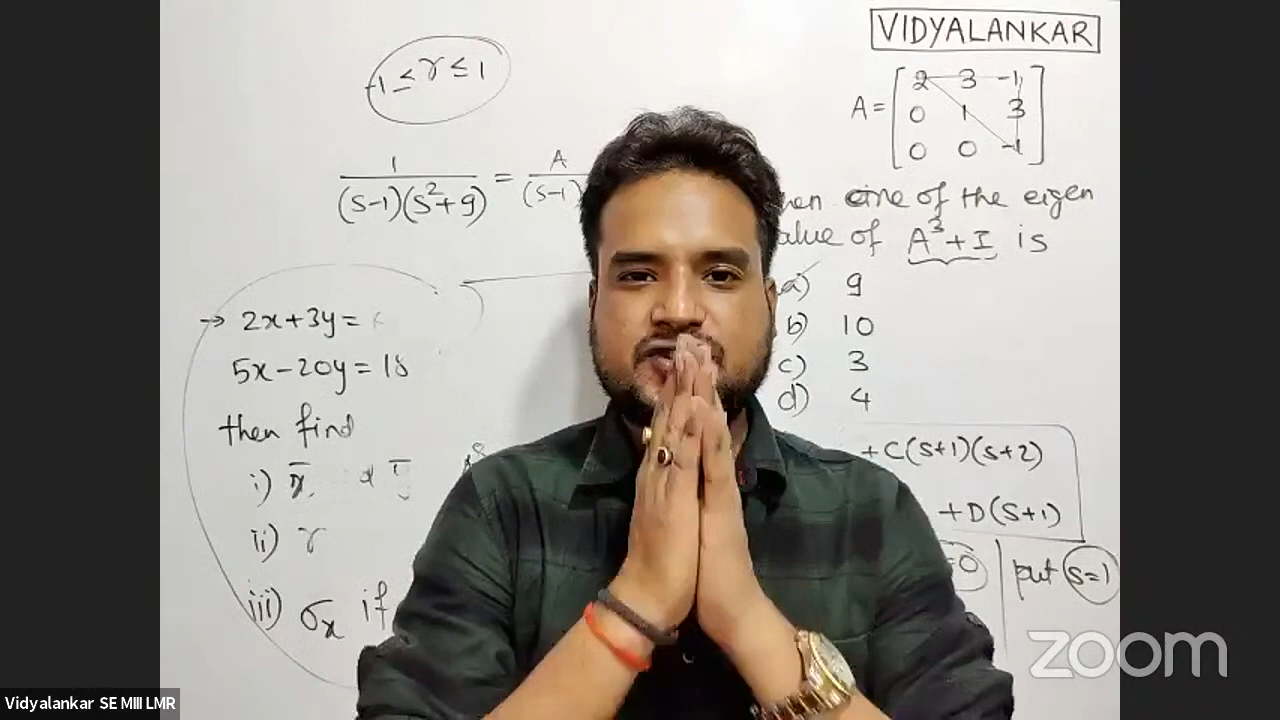 VIDYALANKAR
-1 ≤ r ≤ 1
A = [2 3 -1
0 1 3
0 0 -1]
1/((s-1)(s²+9)) = A/(s-1)
one of the eigen
of A³+I is
a) 9
b) 10
c) 3
d) 4
→ 2x+3y =
5x-20y = 18
then find
i) x̄
ii) r
iii) σx if
+C(s+1)(s+2)
+D(s+1)
=0
put s=1
zoom
Vidyalankar SE MIII LMR